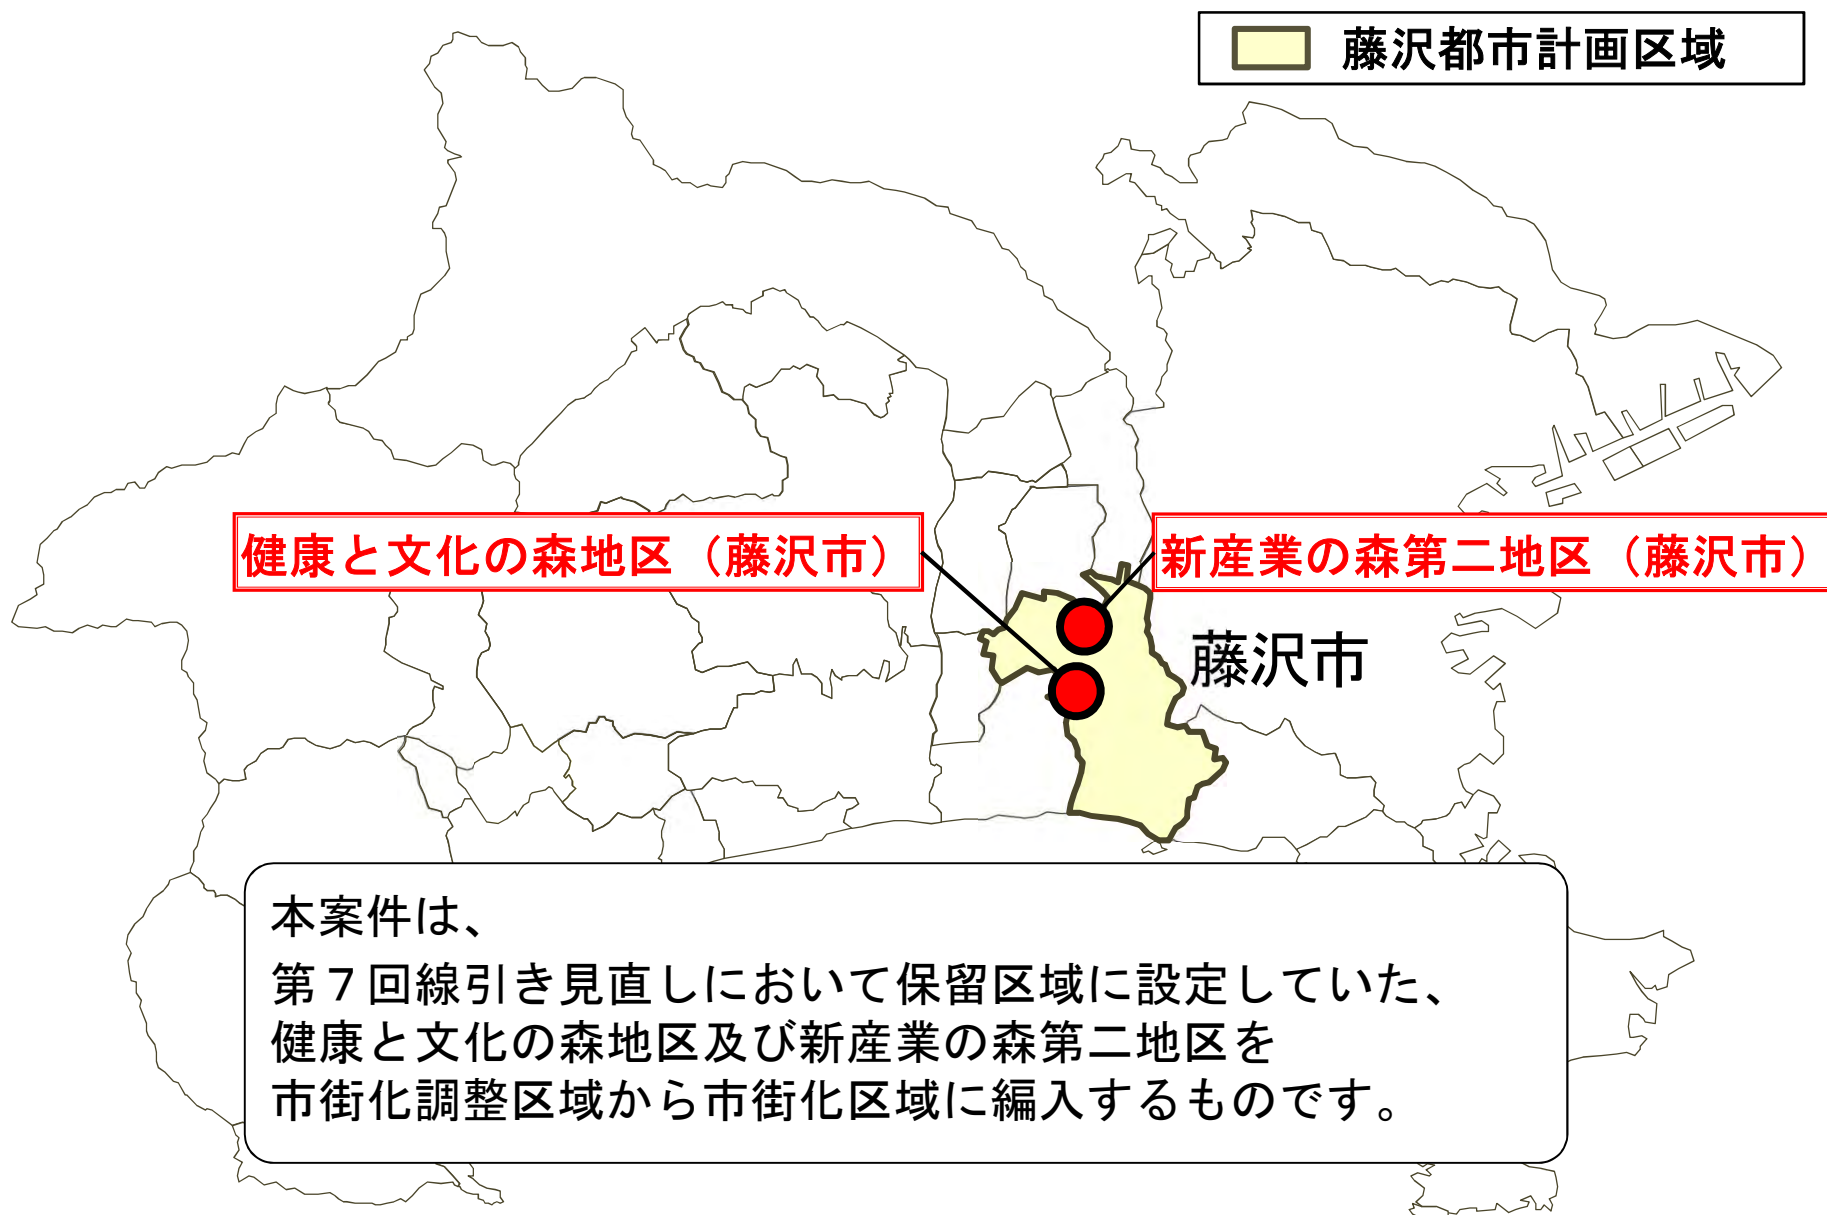 藤沢都市計画区域
健康と文化の森地区（藤沢市）
新産業の森第二地区（藤沢市）
藤沢市
本案件は、
第７回線引き見直しにおいて保留区域に設定していた、
健康と文化の森地区及び新産業の森第二地区を
市街化調整区域から市街化区域に編入するものです。